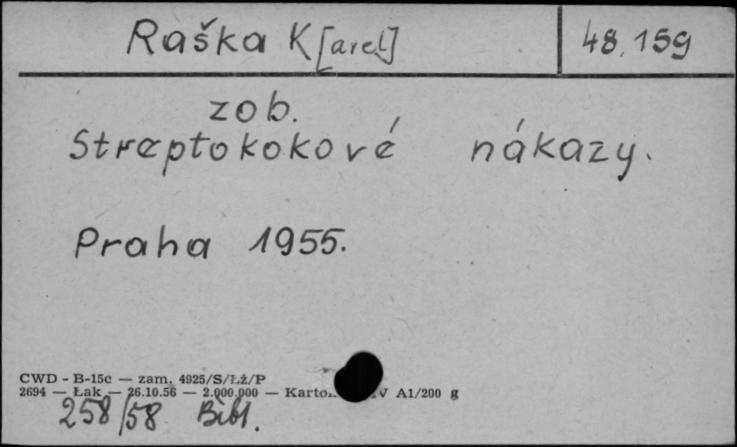 Raška K[arel]
48.159
zob.
Streptokokové nákazy.
Praha 1955.
CWD - B-15c — zam. 4925/S/Łż/P
2694 — Łak — 26.10.56 — 2.000.000 — V A1/200 g
258/58 Bibl.